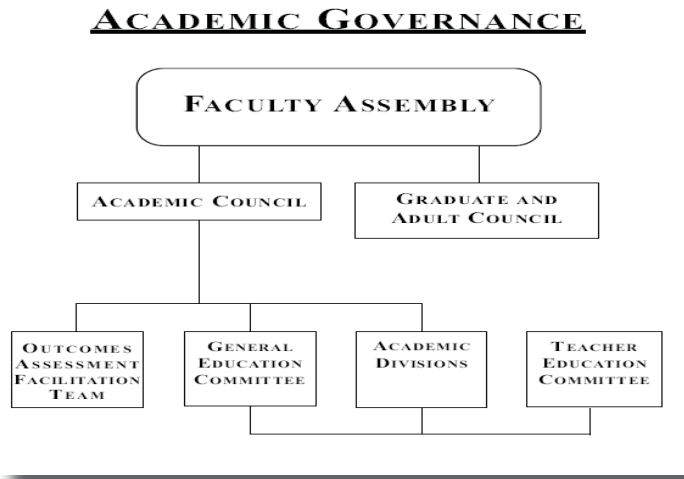 ACADEMIC GOVERNANCE
FACULTY ASSEMBLY
ACADEMIC COUNCIL
GRADUATE AND
ADULT COUNCIL
OUTCOMES
ASSESSMENT
FACILITATION
TEAM
GENERAL
EDUCATION
COMMITTEE
ACADEMIC
DIVISIONS
TEACHER
EDUCATION
COMMITTEE